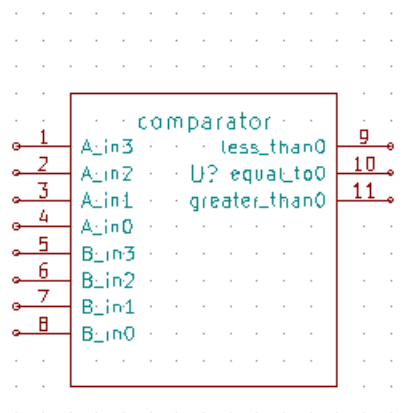 comparator
1 A_in3 less_than0 9
2 A_in2 U? equal_to0 10
3 A_in1 greater_than0 11
4 A_in0
5 B_in3
6 B_in2
7 B_in1
8 B_in0